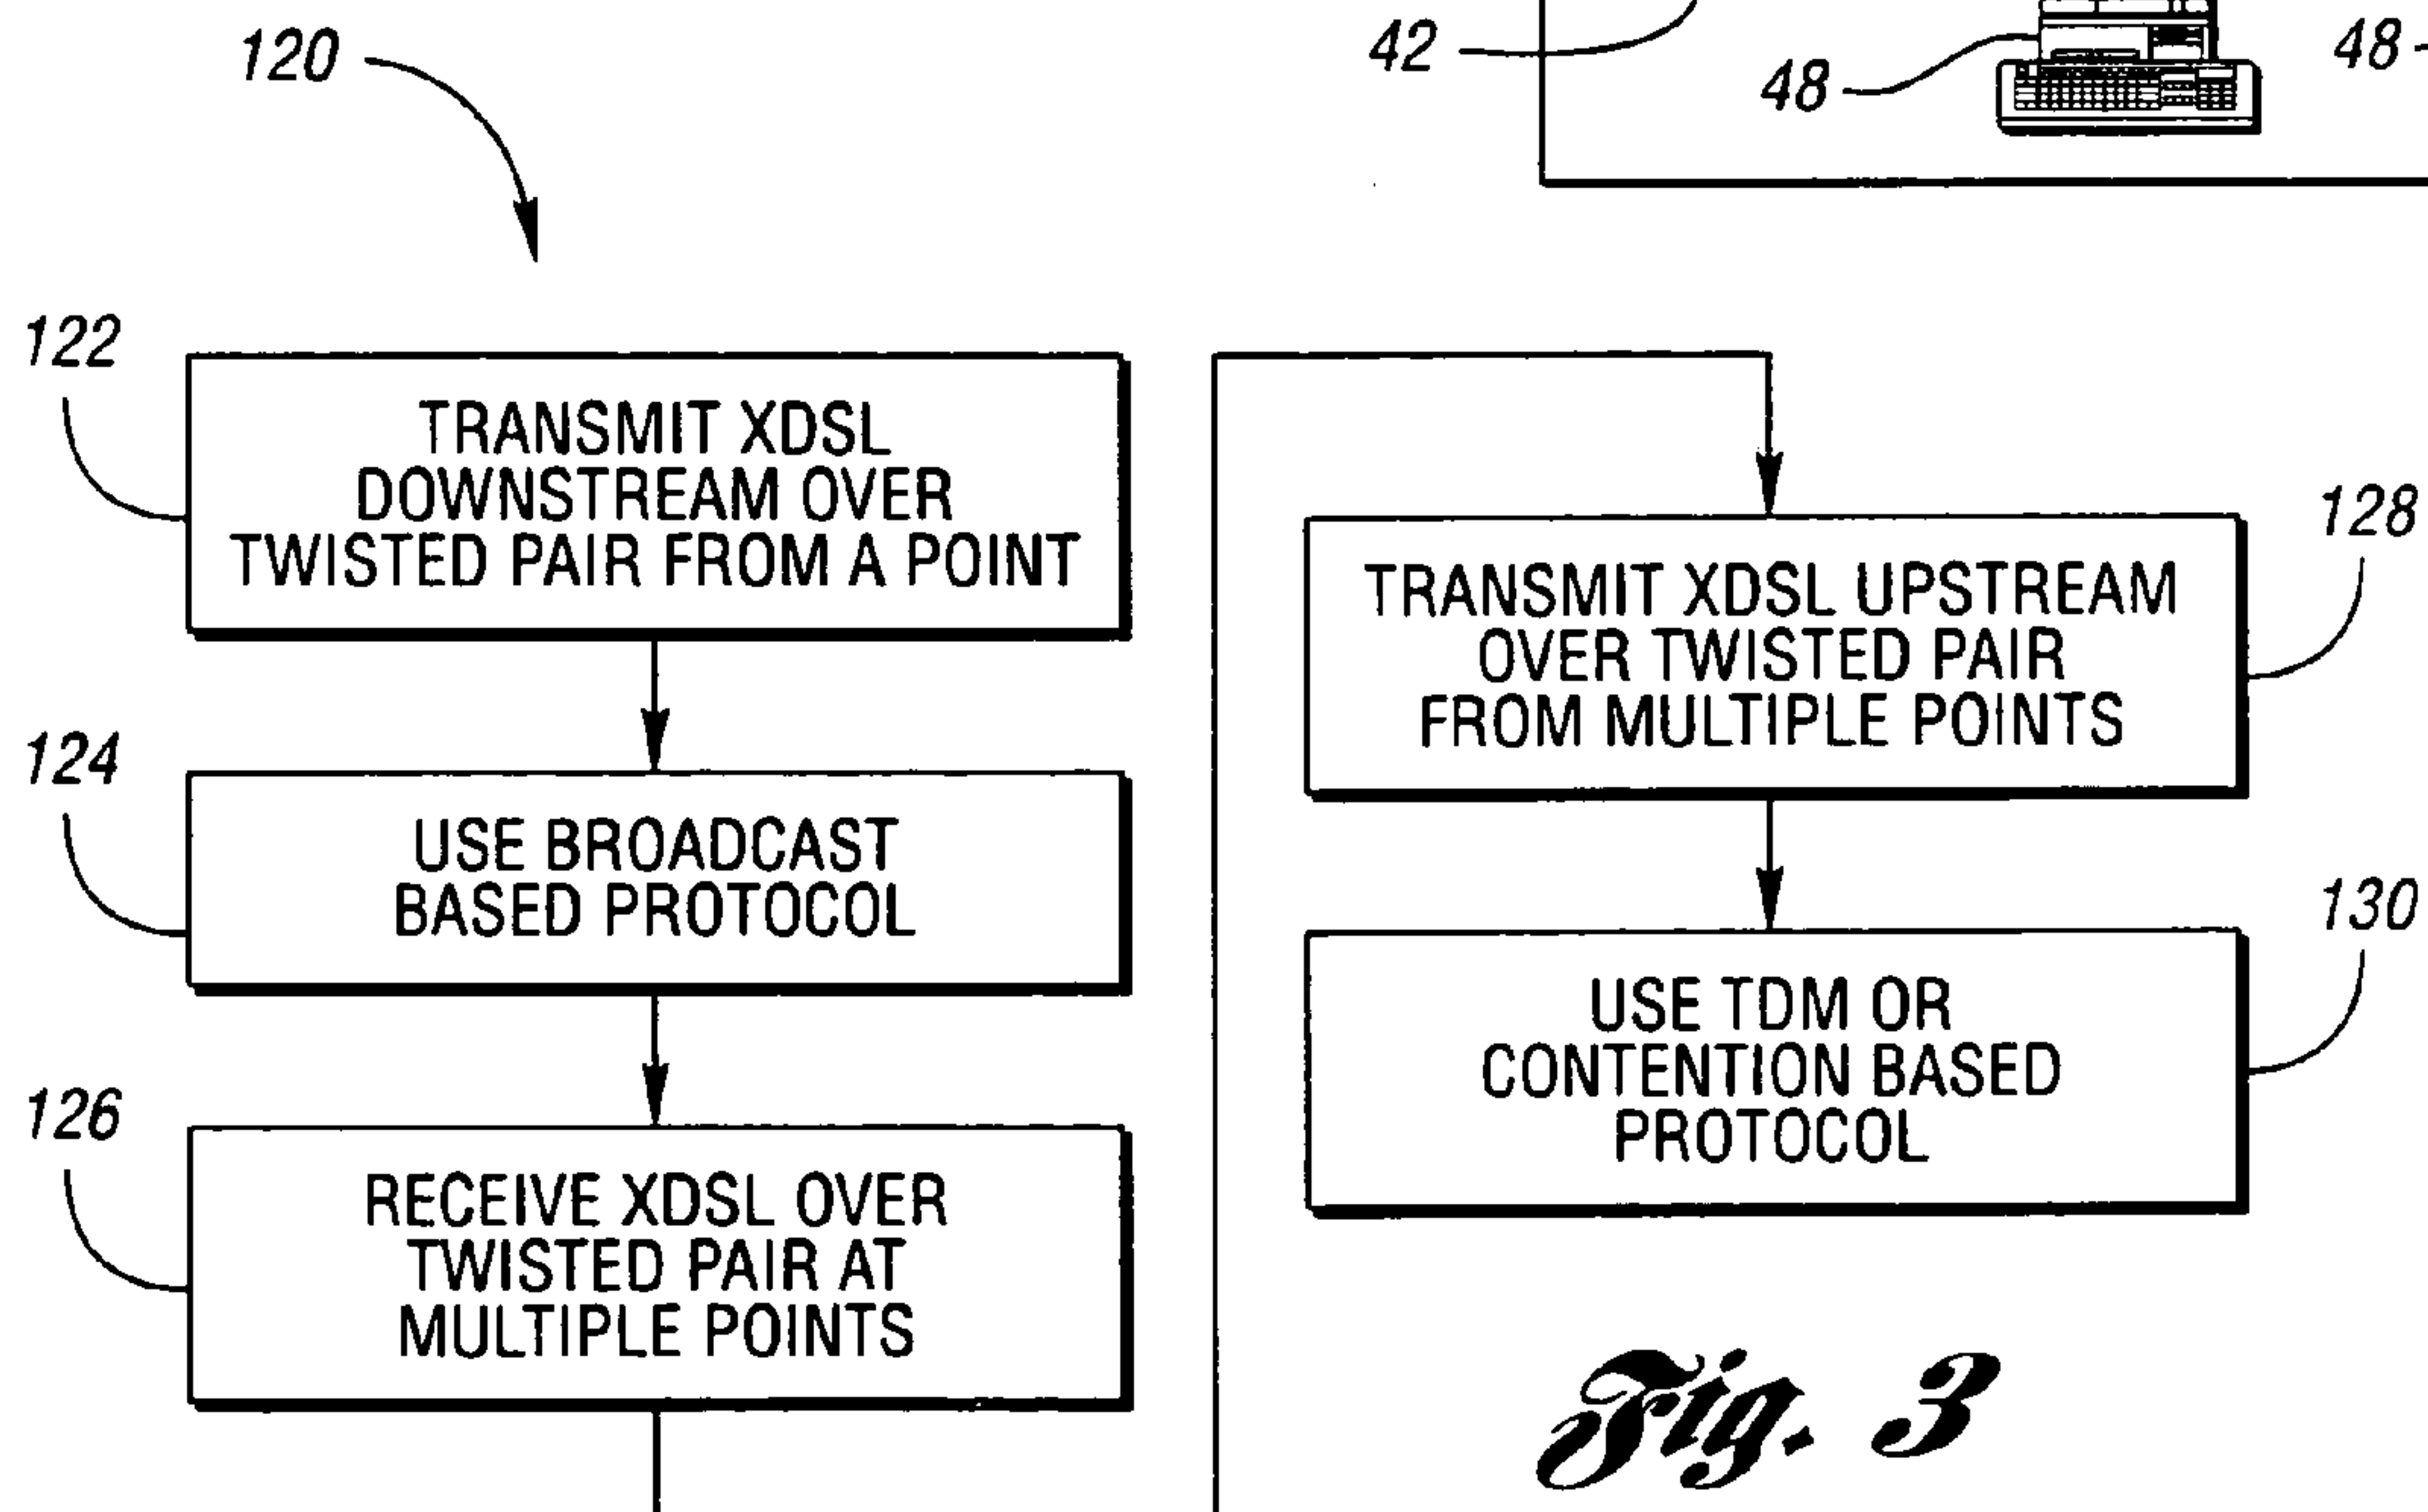 120
42
48
48
122
TRANSMIT XDSL
DOWNSTREAM OVER
TWISTED PAIR FROM A POINT
124
USE BROADCAST
BASED PROTOCOL
126
RECEIVE XDSL OVER
TWISTED PAIR AT
MULTIPLE POINTS
128
TRANSMIT XDSL UPSTREAM
OVER TWISTED PAIR
FROM MULTIPLE POINTS
130
USE TDM OR
CONTENTION BASED
PROTOCOL
Fig. 3